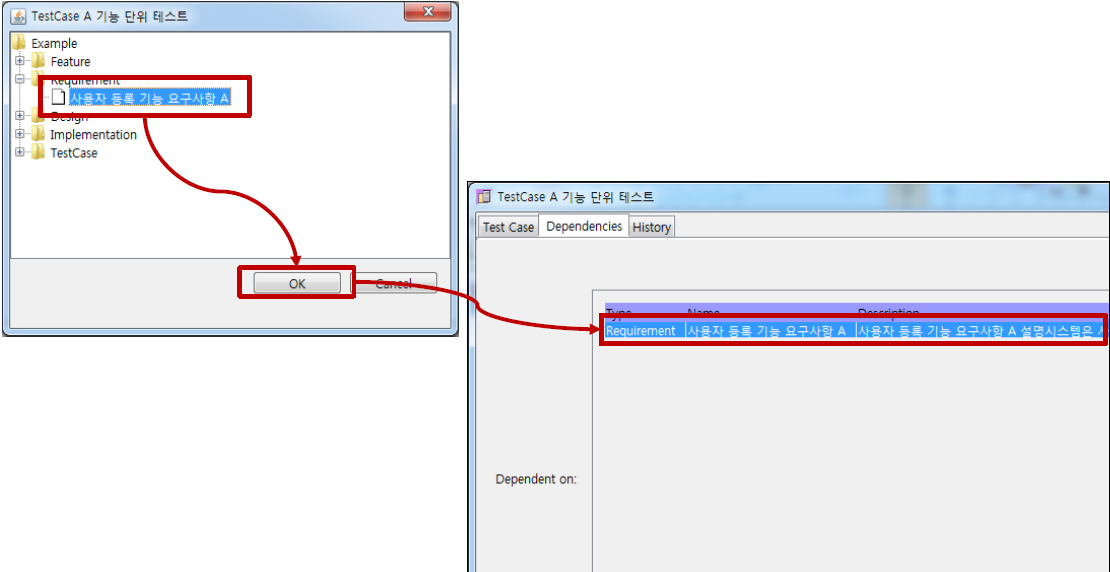 TestCase A 기능 단위 테스트
Example
Feature
Requirement
사용자 등록 기능 요구사항 A
Design
Implementation
TestCase
OK
Cancel
TestCase A 기능 단위 테스트
Test Case Dependencies History
Type Name Description
Requirement 사용자 등록 기능 요구사항 A 사용자 등록 기능 요구사항 A 설명시스템은
Dependent on: